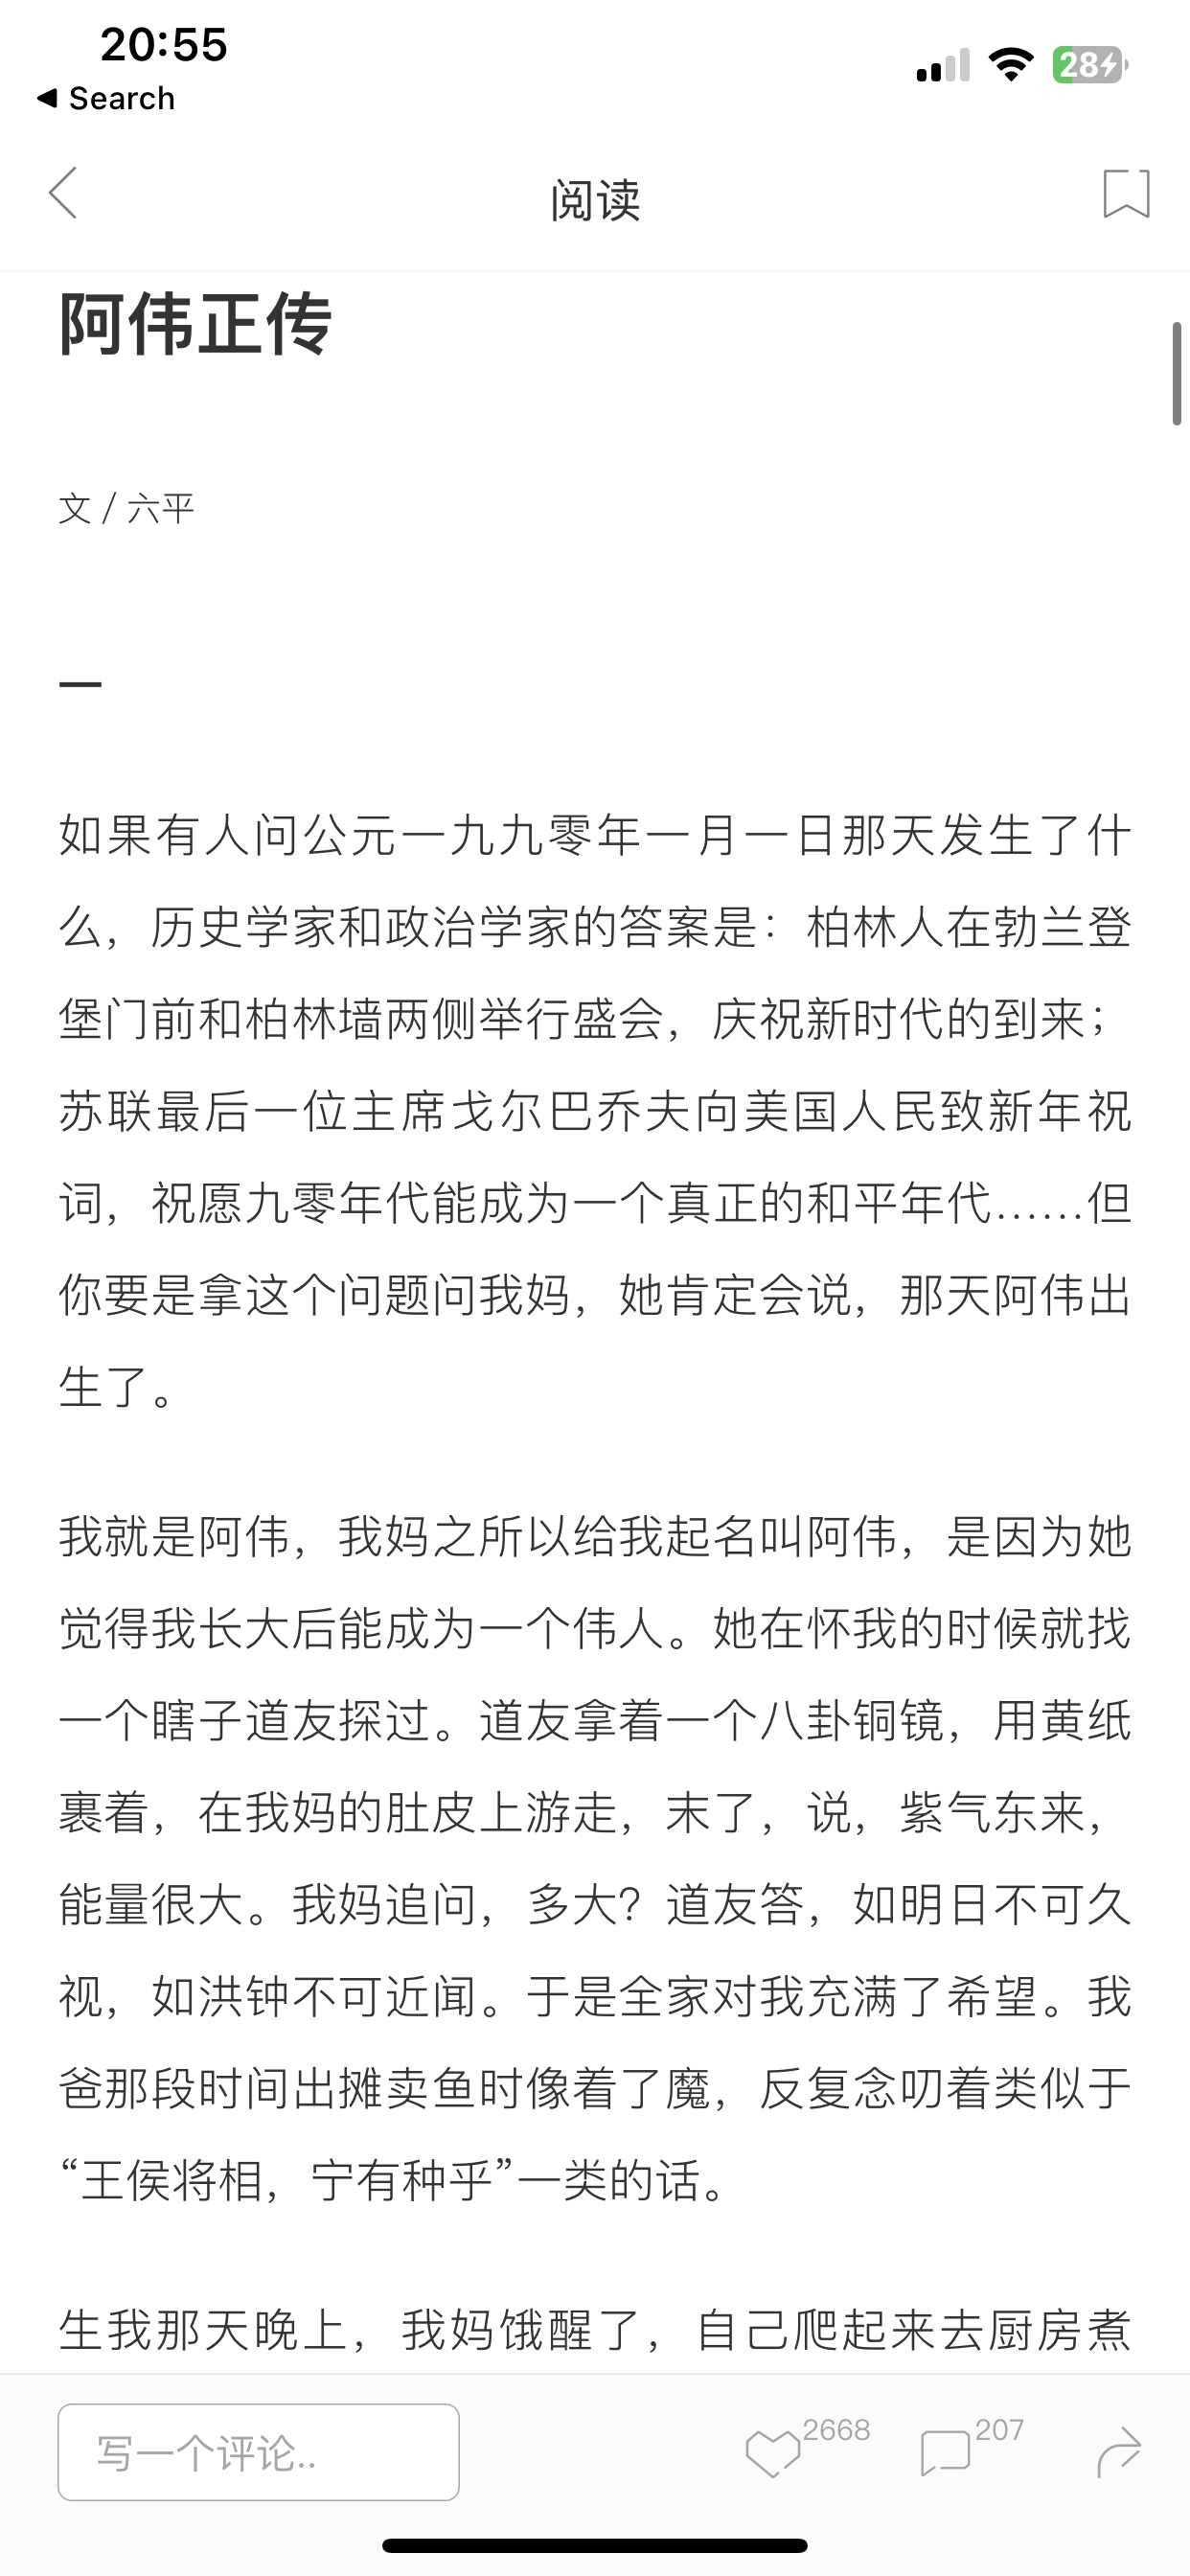 20:55
28
◀ Search
阅读
阿伟正传
文 / 六平
一
如果有人问公元一九九零年一月一日那天发生了什
么，历史学家和政治学家的答案是：柏林人在勃兰登
堡门前和柏林墙两侧举行盛会，庆祝新时代的到来；
苏联最后一位主席戈尔巴乔夫向美国人民致新年祝
词，祝愿九零年代能成为一个真正的和平年代……但
你要是拿这个问题问我妈，她肯定会说，那天阿伟出
生了。
我就是阿伟，我妈之所以给我起名叫阿伟，是因为她
觉得我长大后能成为一个伟人。她在怀我的时候就找
一个瞎子道友探过。道友拿着一个八卦铜镜，用黄纸
裹着，在我妈的肚皮上游走，末了，说，紫气东来，
能量很大。我妈追问，多大？道友答，如明日不可久
视，如洪钟不可近闻。于是全家对我充满了希望。我
爸那段时间出摊卖鱼时像着了魔，反复念叨着类似于
“王侯将相，宁有种乎”一类的话。
生我那天晚上，我妈饿醒了，自己爬起来去厨房煮
写一个评论..
2668
207